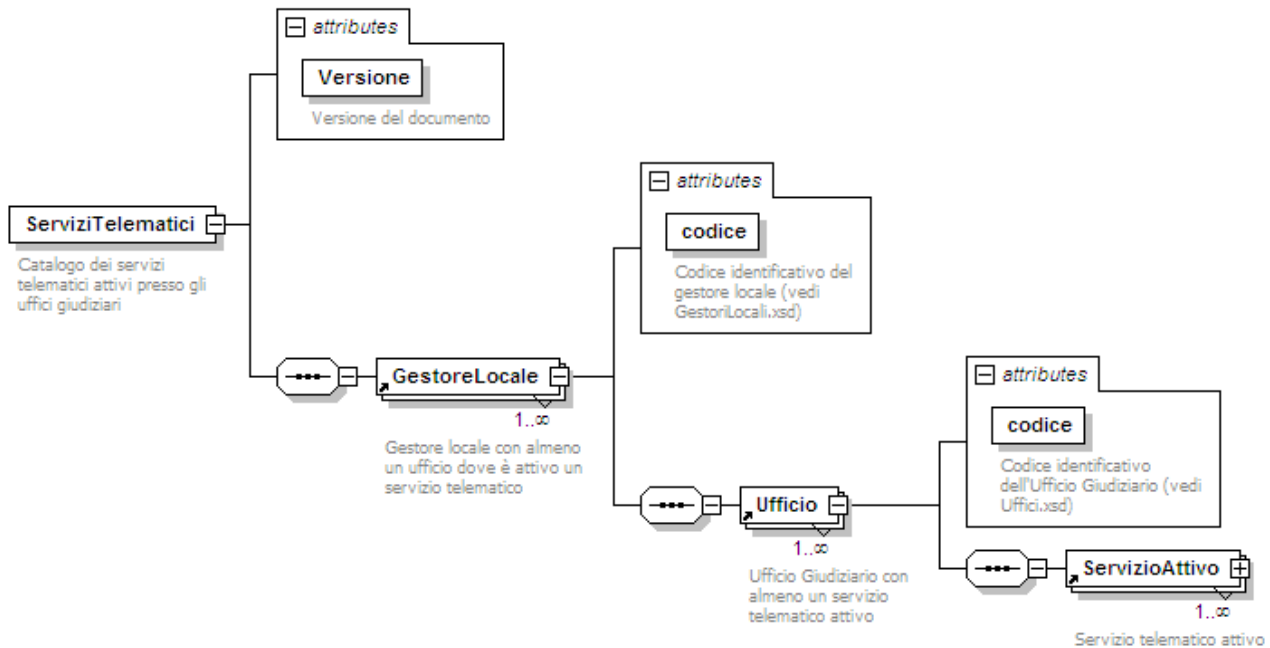 attributes
Versione
Versione del documento
ServiziTelematici
Catalogo dei servizi
telematici attivi presso gli
uffici giudiziari
attributes
codice
Codice identificativo del
gestore locale (vedi
GestoriLocali.xsd)
GestoreLocale
1..∞
Gestore locale con almeno
un ufficio dove è attivo un
servizio telematico
attributes
codice
Codice identificativo
dell'Ufficio Giudiziario (vedi
Uffici.xsd)
Ufficio
1..∞
Ufficio Giudiziario con
almeno un servizio
telematico attivo
ServizioAttivo
1..∞
Servizio telematico attivo